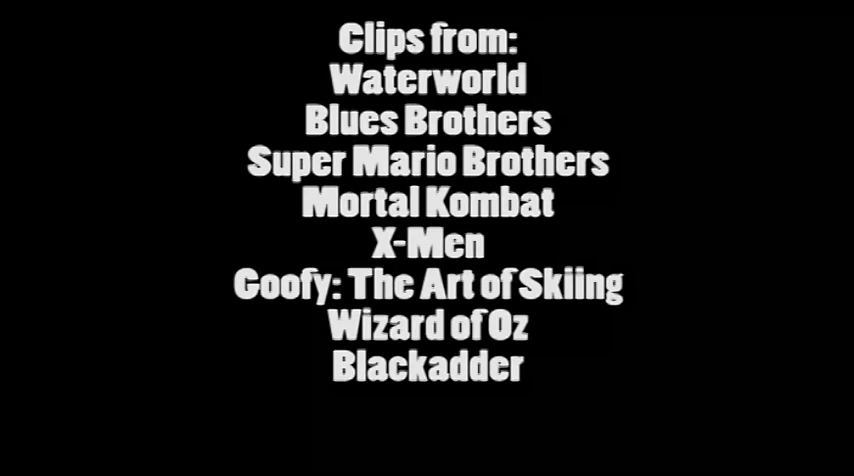 Clips from:
Waterworld
Blues Brothers
Super Mario Brothers
Mortal Kombat
X-Men
Goofy: The Art of Skiing
Wizard of Oz
Blackadder